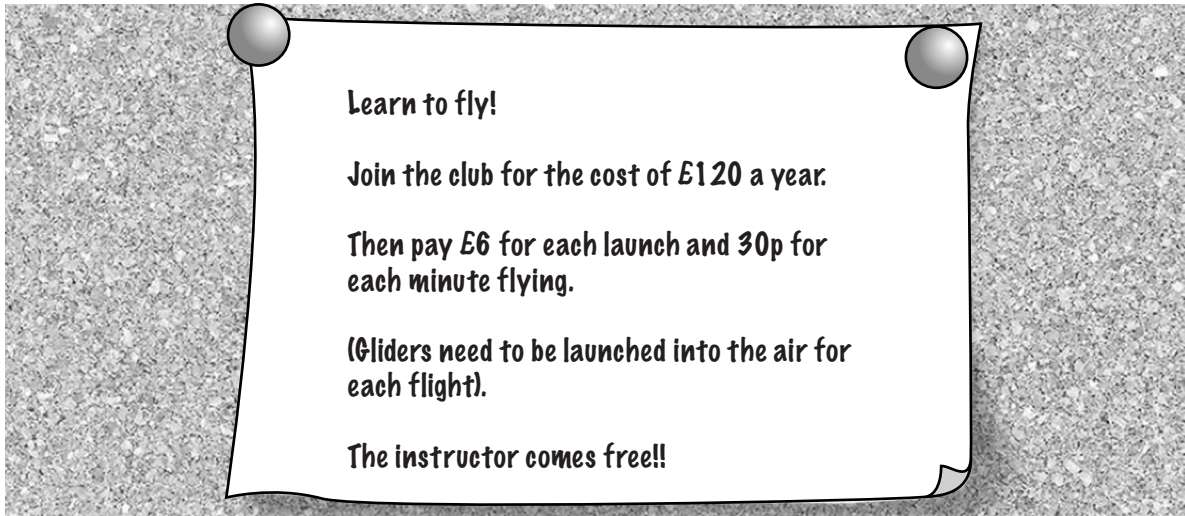 Learn to fly!
Join the club for the cost of £120 a year.
Then pay £6 for each launch and 30p for
each minute flying.
(Gliders need to be launched into the air for
each flight).
The instructor comes free!!